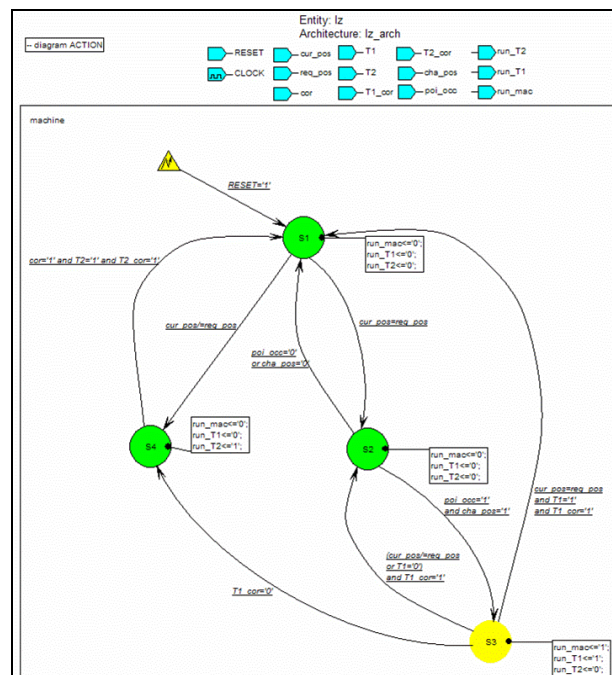 Entity: lz
Architecture: lz_arch
-- diagram ACTION
RESET
cur_pos
T1
T2_cor
run_T2
CLOCK
req_pos
T2
cha_pos
run_T1
cor
T1_cor
poi_occ
run_mac
machine
RESET='1'
S1
run_mac<='0';
run_T1<='0';
run_T2<='0';
cor='1' and T2='1' and T2_cor='1'
cur_pos/=req_pos
cur_pos=req_pos
poi_occ='0'
or cha_pos='0'
S4
run_mac<='0';
run_T1<='0';
run_T2<='1';
S2
run_mac<='0';
run_T1<='0';
run_T2<='0';
poi_occ='1'
and cha_pos='1'
cur_pos=req_pos
and T1='1'
and T1_cor='1'
(cur_pos/=req_pos
or T1='0')
and T1_cor='1'
T1_cor='0'
S3
run_mac<='1';
run_T1<='1';
run_T2<='0';